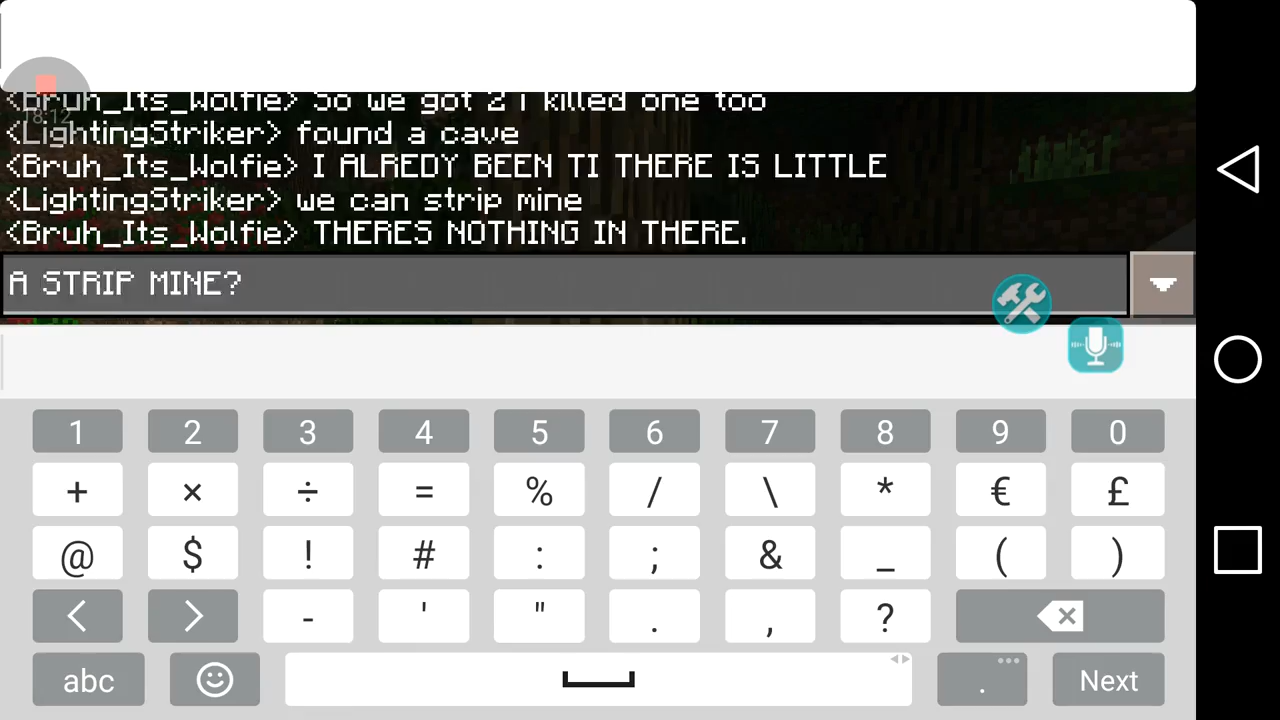 <Bruh_Its_Wolfie> So we got 2 i killed one too
18:12
<LightingStriker> found a cave
<Bruh_Its_Wolfie> I ALREDY BEEN TI THERE IS LITTLE
<LightingStriker> we can strip mine
<Bruh_Its_Wolfie> THERES NOTHING IN THERE.
A STRIP MINE?
1 2 3 4 5 6 7 8 9 0
+ × ÷ = % / \ * € £
@ $ ! # : ; & _ ( )
< > - ' " . , ?
abc . Next